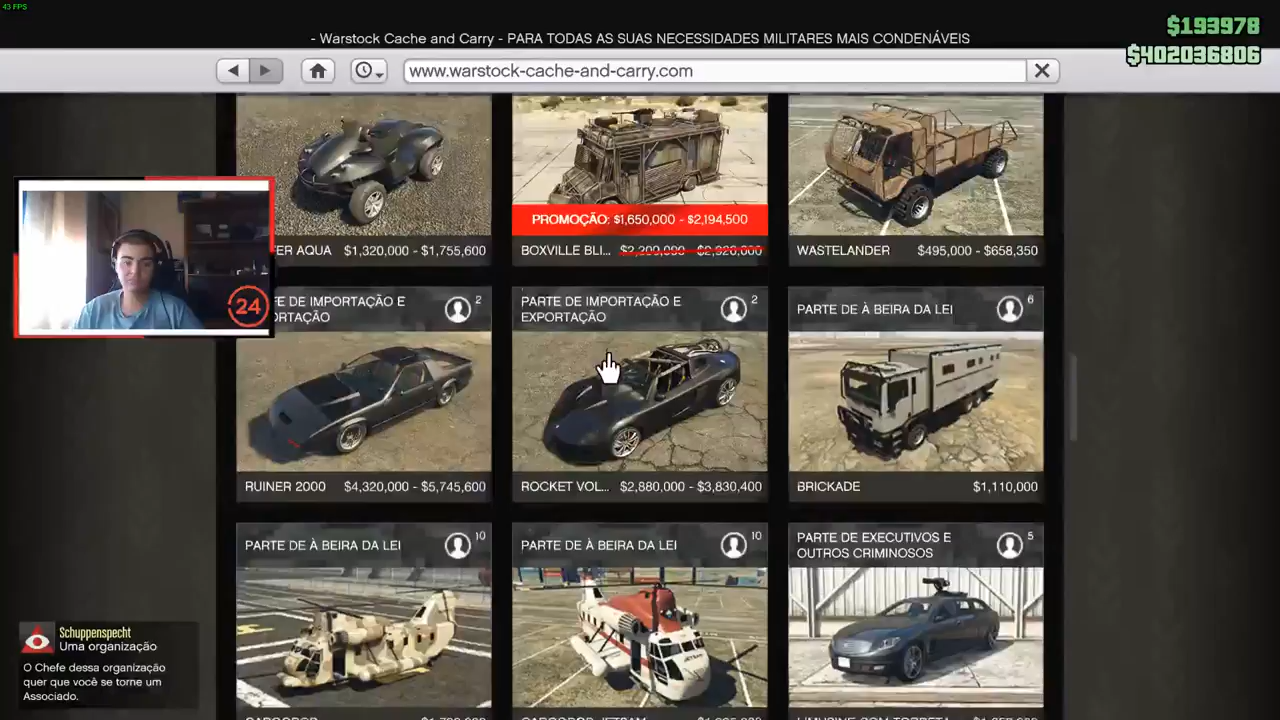 43 FPS
$193978
- Warstock Cache and Carry - PARA TODAS AS SUAS NECESSIDADES MILITARES MAIS CONDENÁVEIS
$402036806
www.warstock-cache-and-carry.com
PROMOÇÃO: $1,650,000 - $2,194,500
ER AQUA $1,320,000 - $1,755,600
BOXVILLE BLI... $2,200,000 - $2,926,000
WASTELANDER $495,000 - $658,350
E DE IMPORTAÇÃO E
ORTAÇÃO 2
PARTE DE IMPORTAÇÃO E
EXPORTAÇÃO 2
PARTE DE À BEIRA DA LEI 6
24
RUINER 2000 $4,320,000 - $5,745,600
ROCKET VOL... $2,880,000 - $3,830,400
BRICKADE $1,110,000
PARTE DE À BEIRA DA LEI 10
PARTE DE À BEIRA DA LEI 10
PARTE DE EXECUTIVOS E
OUTROS CRIMINOSOS 5
Schuppenspecht
Uma organização
O Chefe dessa organização
quer que você se torne um
Associado.